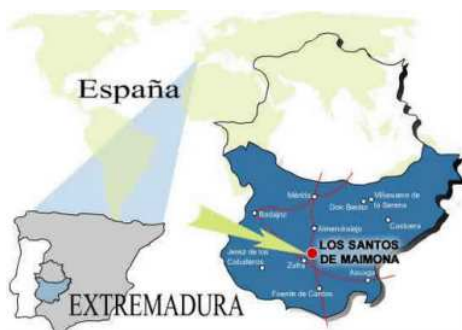 España
EXTREMADURA
Mérida
Don Benito
Villanueva de
la Serena
Badajoz
Castuera
Almendralejo
LOS SANTOS
DE MAIMONA
Jerez de los
Caballeros
Zafra
Azuaga
Fuente de Cantos